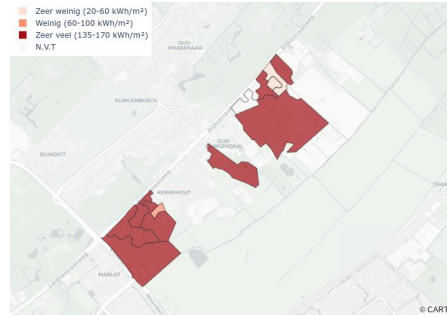 Zeer weinig (20-60 kWh/m²)
Weinig (60-100 kWh/m²)
Zeer veel (135-170 kWh/m²)
N.V.T
OUD
WASSENAAR
KLINGENBOSCH
OUD
DUINDIGT
KERKEHOUT
MARLOT
© CART